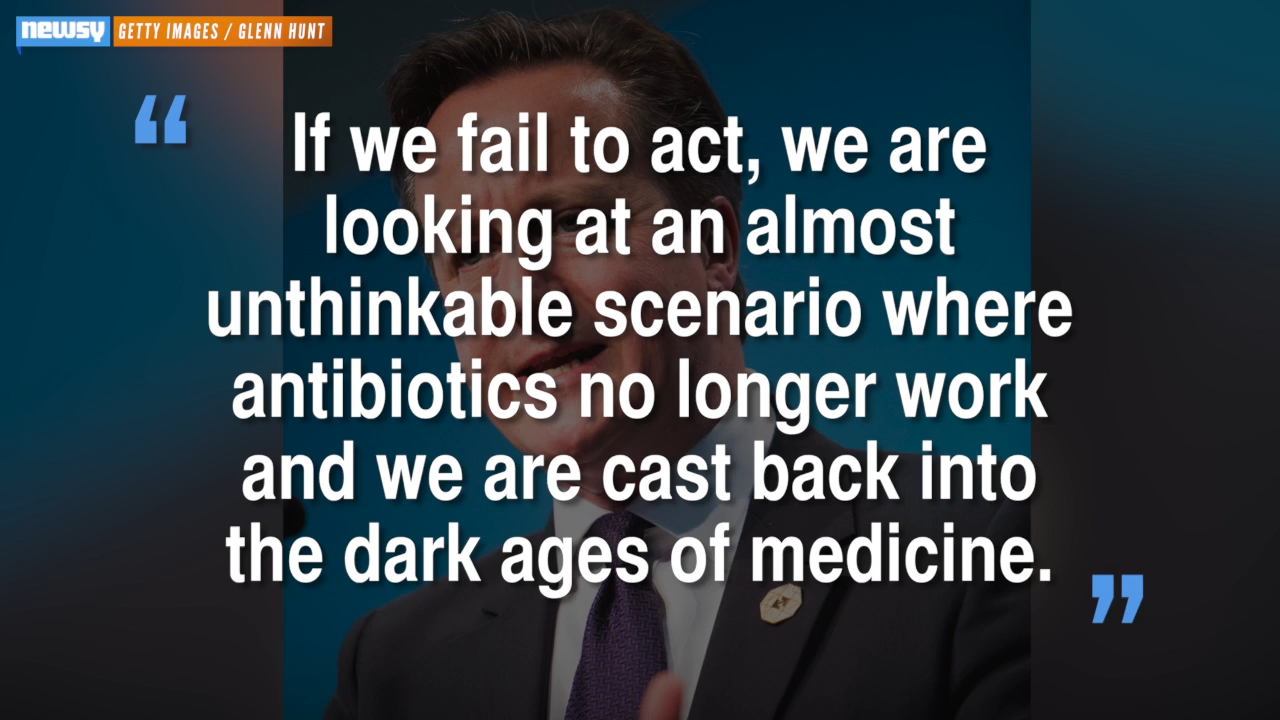 newsy GETTY IMAGES / GLENN HUNT
“ If we fail to act, we are
looking at an almost
unthinkable scenario where
antibiotics no longer work
and we are cast back into
the dark ages of medicine. ”